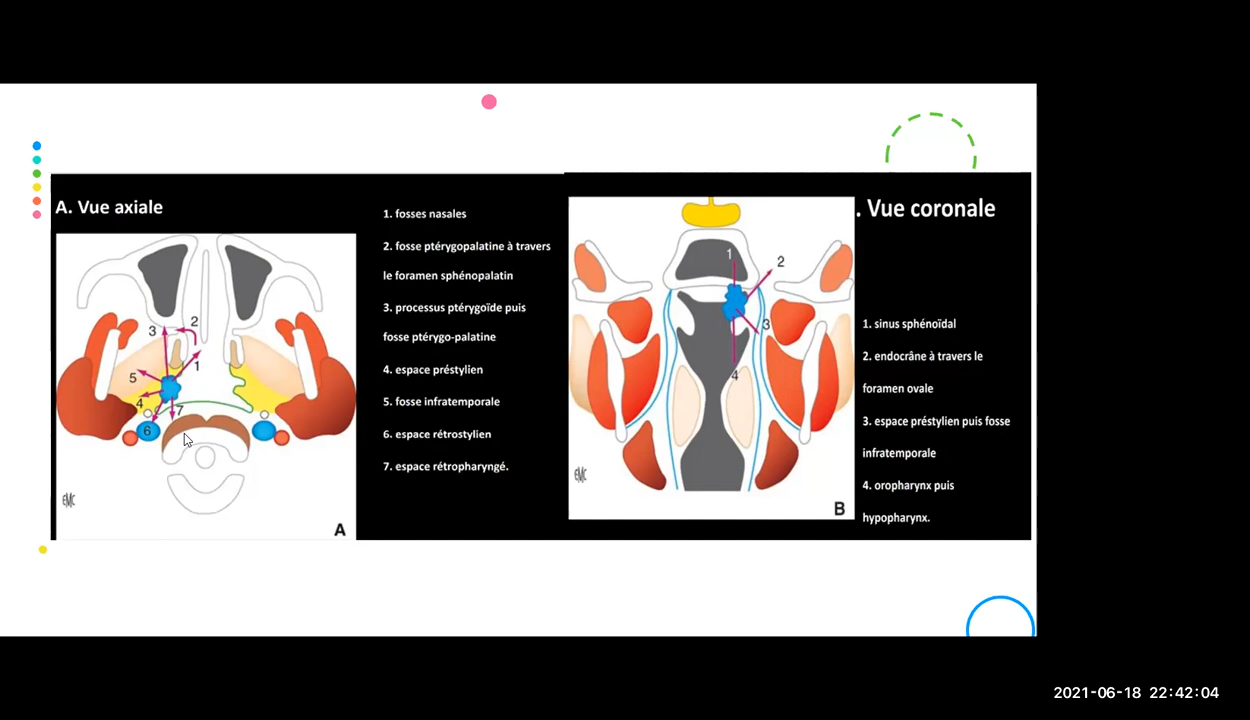 A. Vue axiale
3
2
1
5
4
7
6
EMC
A
1. fosses nasales
2. fosse ptérygopalatine à travers
le foramen sphénopalatin
3. processus ptérygoïde puis
fosse ptérygo-palatine
4. espace préstylien
5. fosse infratemporale
6. espace rétrostylien
7. espace rétropharyngé.
1
2
3
4
EMC
B
. Vue coronale
1. sinus sphénoïdal
2. endocrâne à travers le
foramen ovale
3. espace préstylien puis fosse
infratemporale
4. oropharynx puis
hypopharynx.
2021-06-18 22:42:04